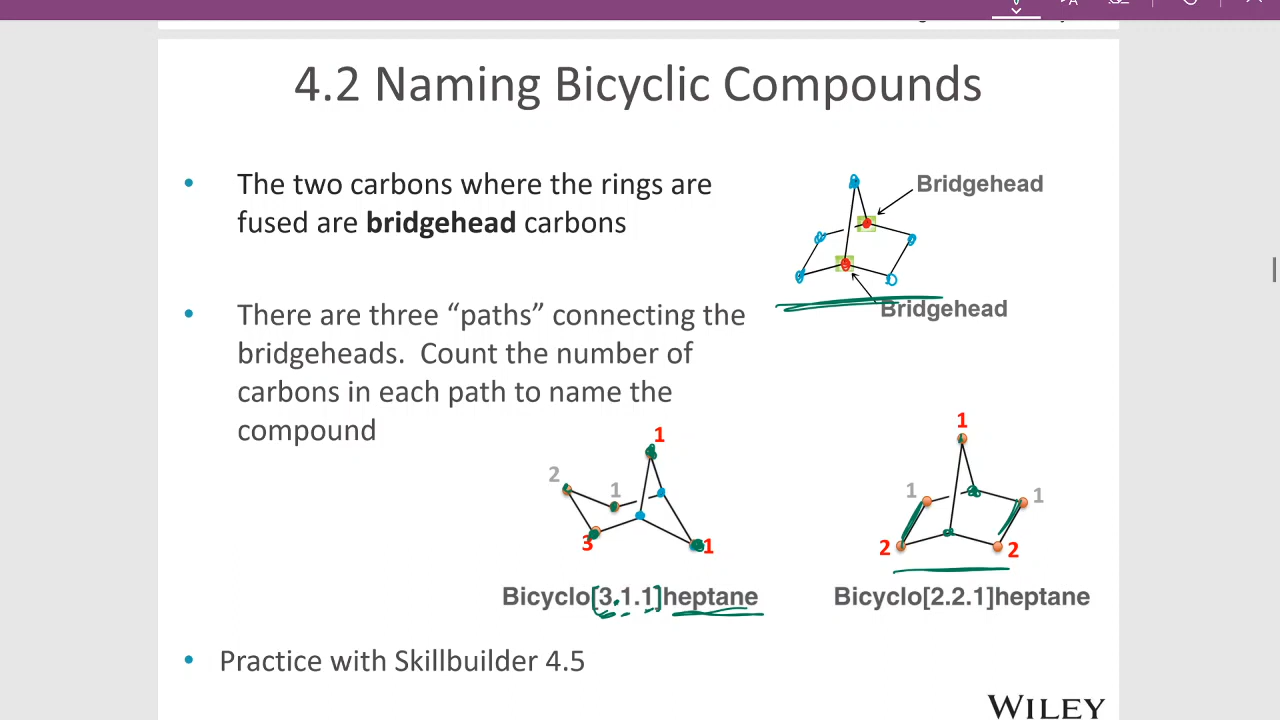 4.2 Naming Bicyclic Compounds
• The two carbons where the rings are
fused are bridgehead carbons
Bridgehead
Bridgehead
• There are three “paths” connecting the
bridgeheads.  Count the number of
carbons in each path to name the
compound
1
2
1
3
1
Bicyclo[3.1.1]heptane
1
1
1
2
2
Bicyclo[2.2.1]heptane
• Practice with Skillbuilder 4.5
WILEY